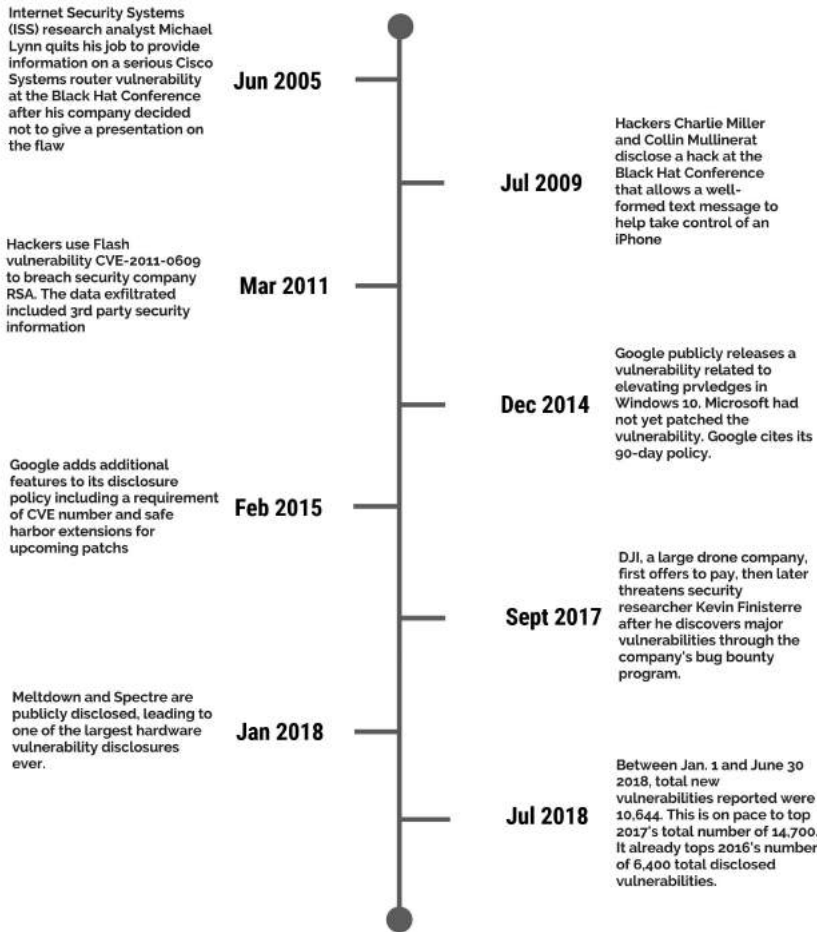 Internet Security Systems
(ISS) research analyst Michael
Lynn quits his job to provide
information on a serious Cisco
Systems router vulnerability
at the Black Hat Conference
after his company decided
not to give a presentation on
the flaw
Jun 2005
Hackers Charlie Miller
and Collin Mullinerat
disclose a hack at the
Black Hat Conference
that allows a well-
formed text message to
help take control of an
iPhone
Jul 2009
Hackers use Flash
vulnerability CVE-2011-0609
to breach security company
RSA. The data exfiltrated
included 3rd party security
information
Mar 2011
Google publicly releases a
vulnerability related to
elevating prvledges in
Windows 10. Microsoft had
not yet patched the
vulnerability. Google cites its
90-day policy.
Dec 2014
Google adds additional
features to its disclosure
policy including a requirement
of CVE number and safe
harbor extensions for
upcoming patchs
Feb 2015
DJI, a large drone company,
first offers to pay, then later
threatens security
researcher Kevin Finisterre
after he discovers major
vulnerabilities through the
company's bug bounty
program.
Sept 2017
Meltdown and Spectre are
publicly disclosed, leading to
one of the largest hardware
vulnerability disclosures
ever.
Jan 2018
Between Jan. 1 and June 30
2018, total new
vulnerabilities reported were
10,644. This is on pace to top
2017's total number of 14,700.
It already tops 2016's number
of 6,400 total disclosed
vulnerabilities.
Jul 2018